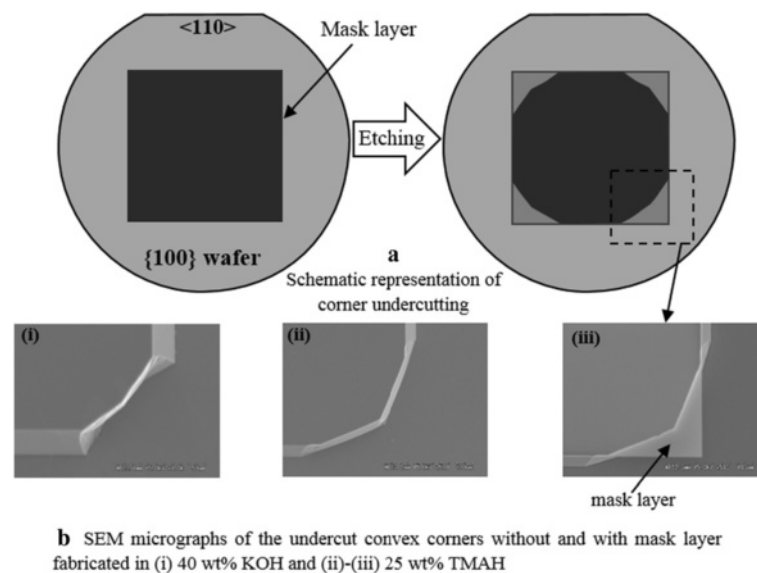 <110>
Mask layer
Etching
{100} wafer
a
Schematic representation of
corner undercutting
(i)
(ii)
(iii)
mask layer
b SEM micrographs of the undercut convex corners without and with mask layer
fabricated in (i) 40 wt% KOH and (ii)-(iii) 25 wt% TMAH